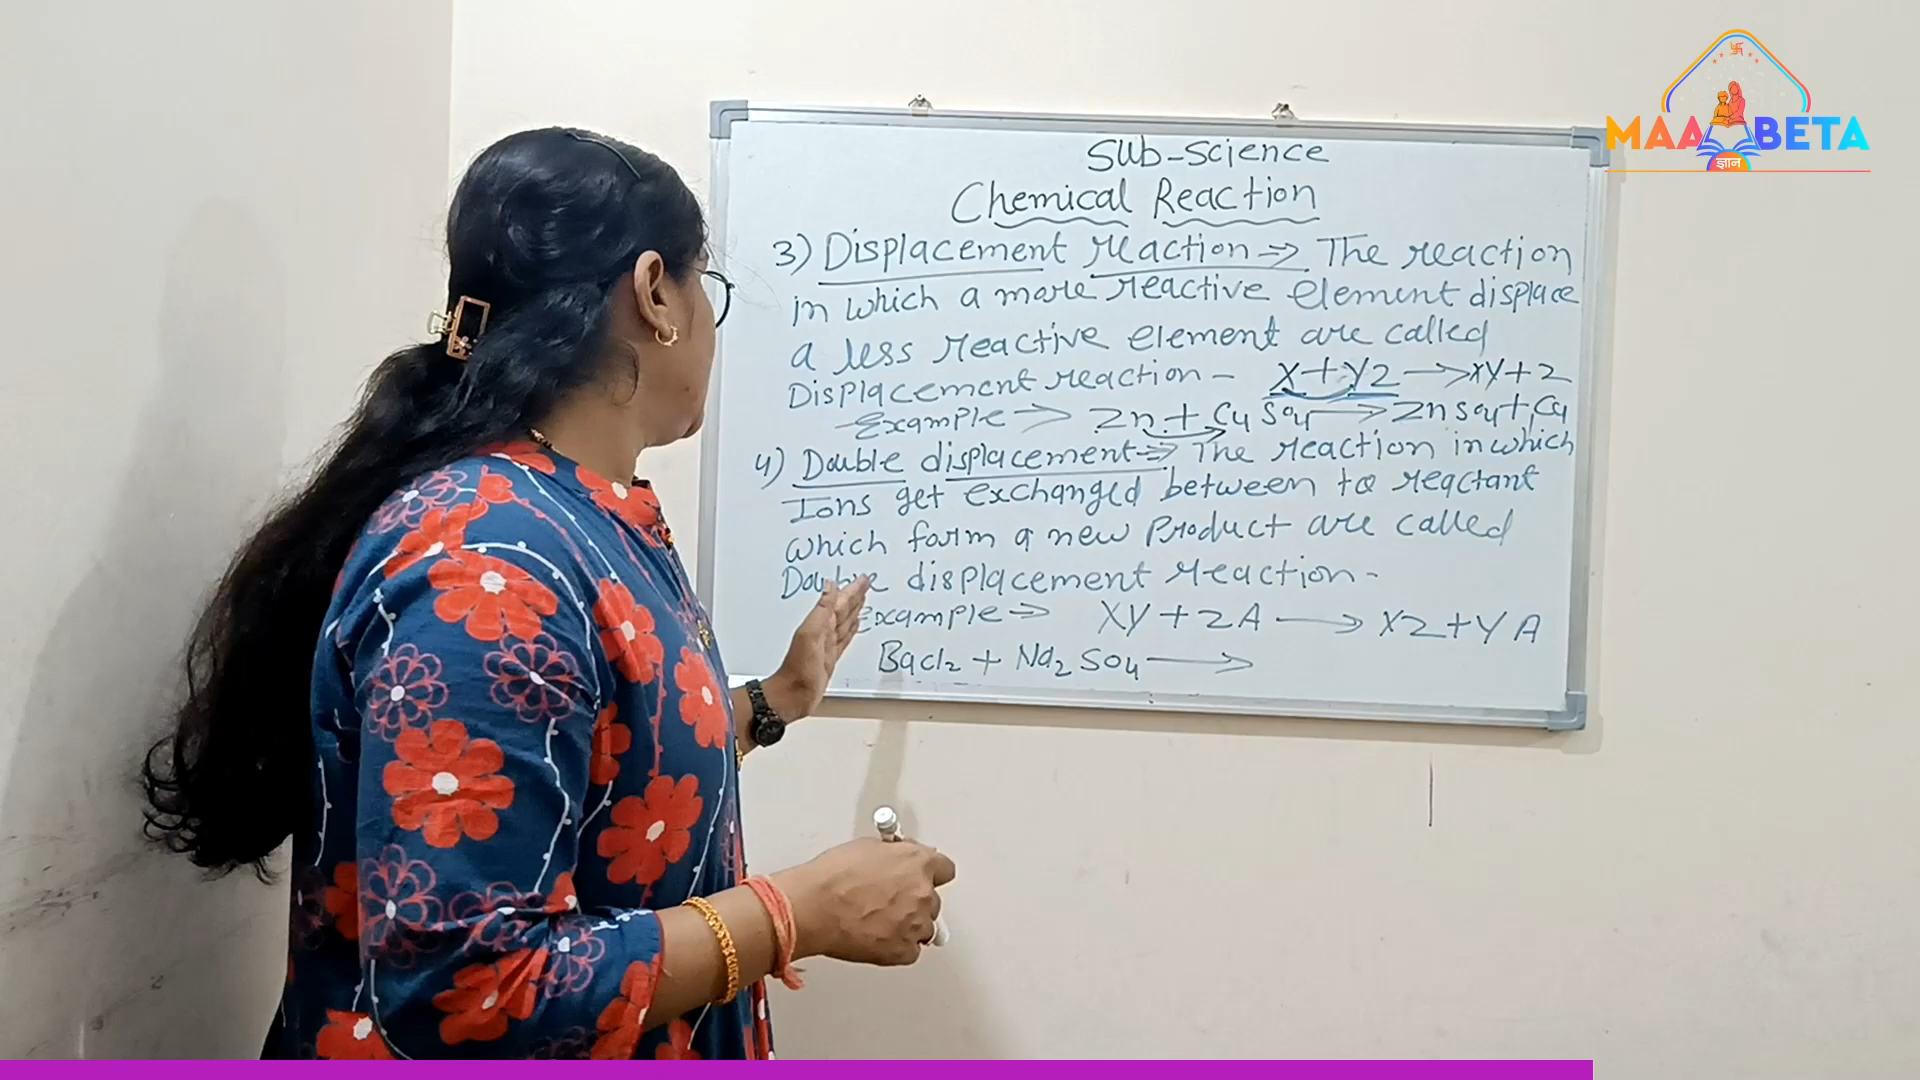 MAA BETA
ज्ञान
Sub-Science
Chemical Reaction
3) Displacement reaction => The reaction
in which a more reactive element displace
a less reactive element are called
Displacement reaction - X+YZ → XY+Z
Example => Zn + CuSO4 → ZnSO4 + Cu
4) Double displacement => The reaction in which
Ions get exchanged between to reactant
which form a new Product are called
Double displacement reaction -
Example => XY + ZA → XZ + YA
BaCl2 + Na2SO4 →